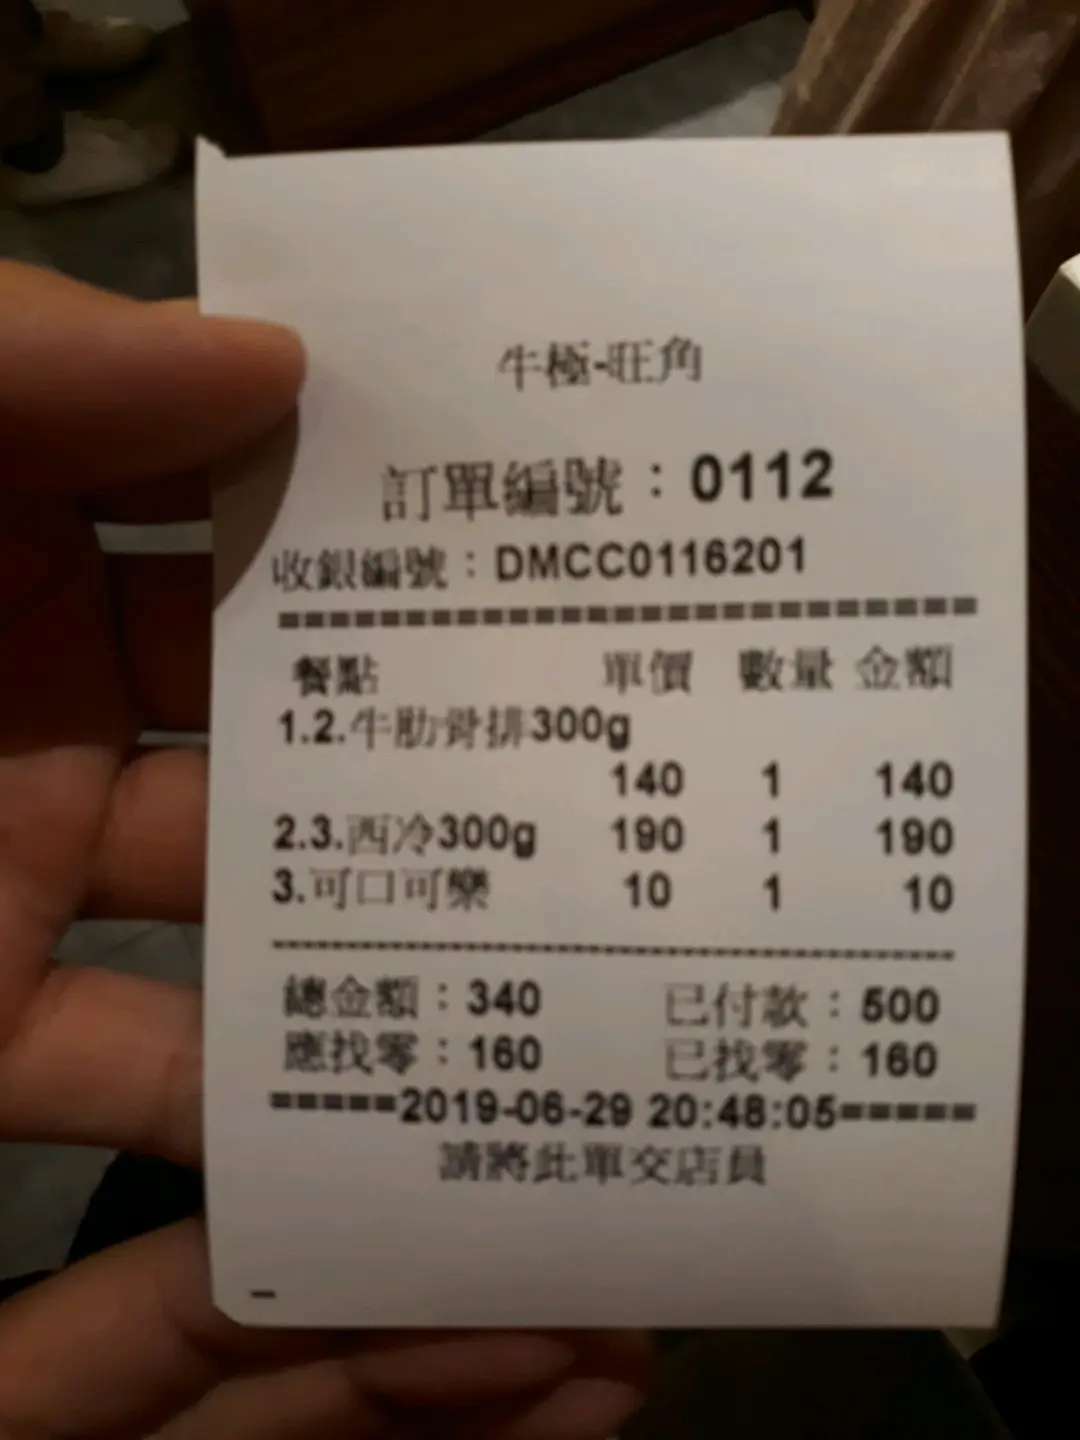 牛極-旺角
訂單編號：0112
收銀編號：DMCC0116201
==========================
餐點 單價 數量 金額
1.2.牛肋骨排300g
140 1 140
2.3.西冷300g 190 1 190
3.可口可樂 10 1 10
--------------------------------------------------
總金額：340 已付款：500
應找零：160 已找零：160
=====2019-06-29 20:48:05=====
請將此單交店員